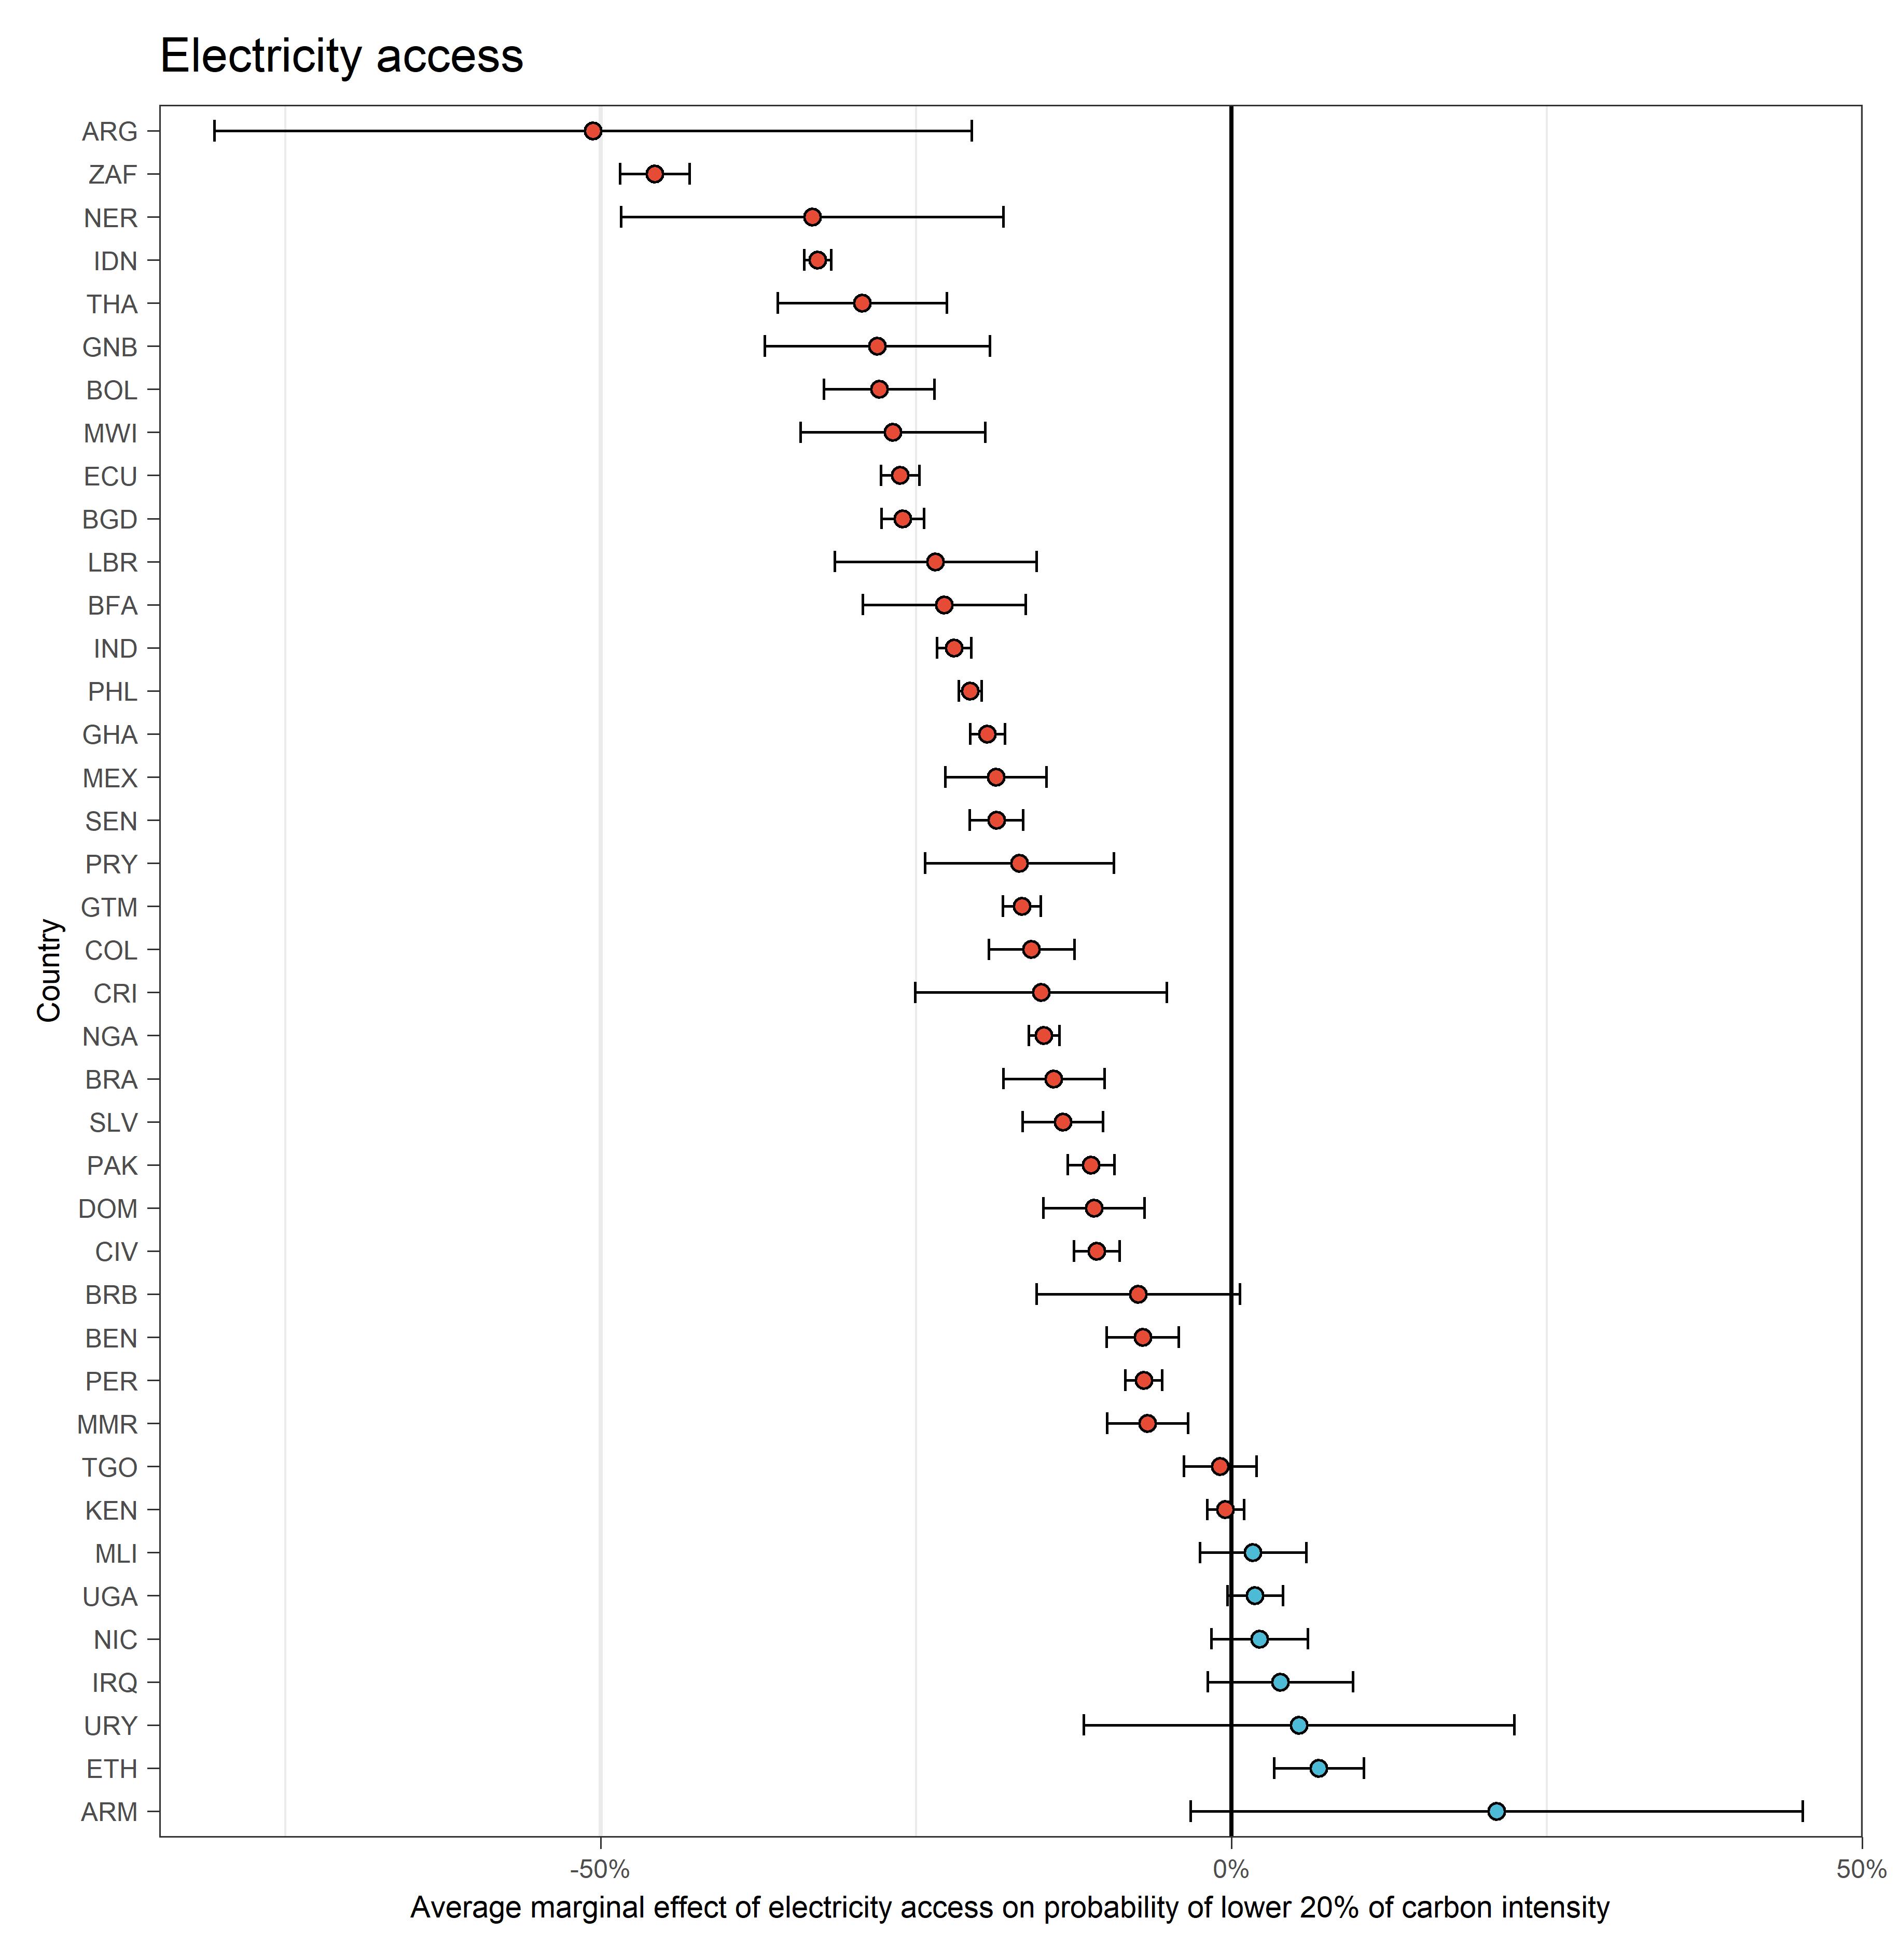 Electricity access
Country
ARG
ZAF
NER
IDN
THA
GNB
BOL
MWI
ECU
BGD
LBR
BFA
IND
PHL
GHA
MEX
SEN
PRY
GTM
COL
CRI
NGA
BRA
SLV
PAK
DOM
CIV
BRB
BEN
PER
MMR
TGO
KEN
MLI
UGA
NIC
IRQ
URY
ETH
ARM
-50% 0% 50%
Average marginal effect of electricity access on probability of lower 20% of carbon intensity